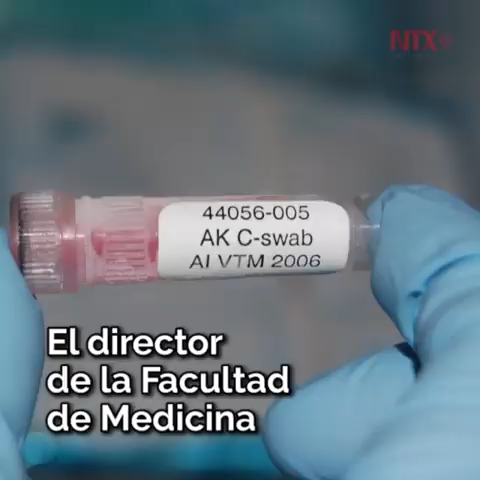 NTX
44056-005
AK C-swab
AI VTM 2006
El director
de la Facultad
de Medicina